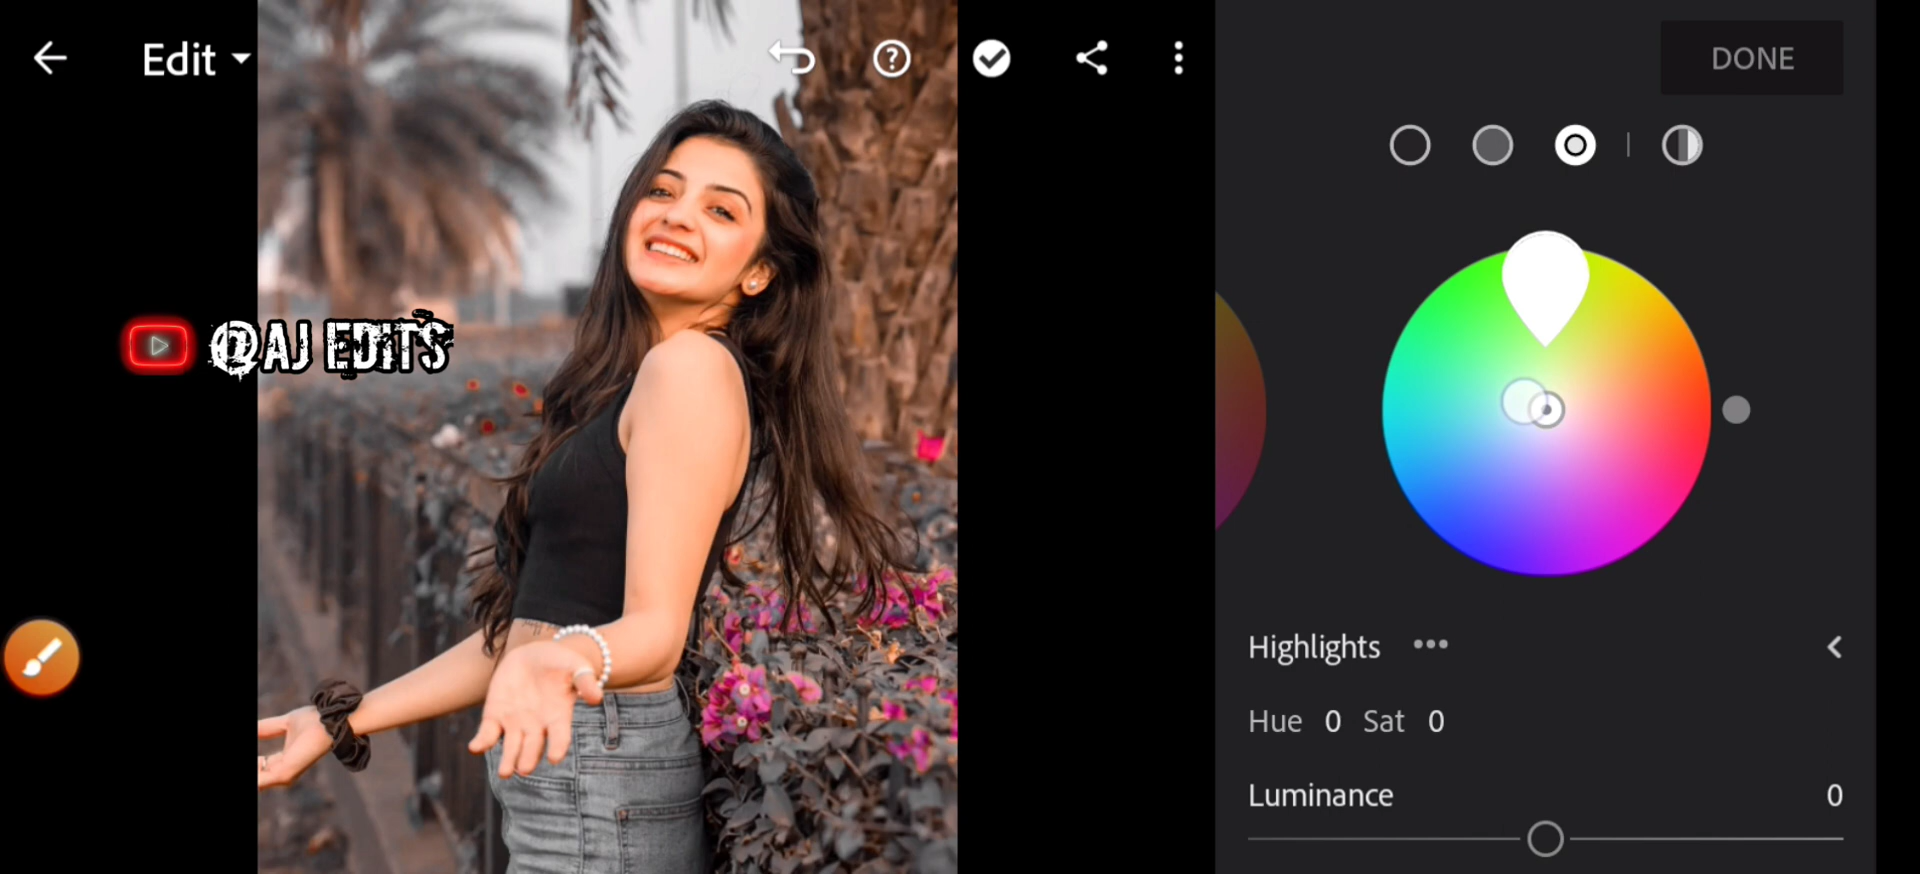 Edit
DONE
@AJ EDITS
Highlights
Hue 0 Sat 0
Luminance 0